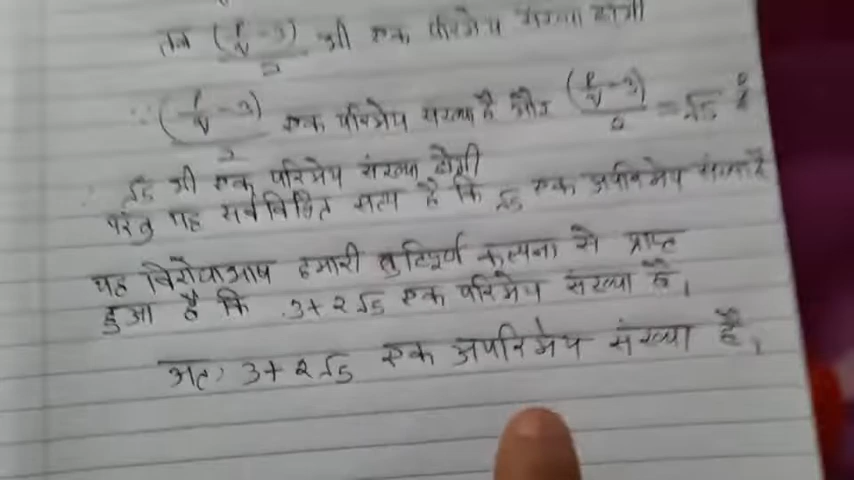 तब (p/q - 3)/2 भी एक परिमेय संख्या होगी
∵ (p/q - 3)/2 एक परिमेय संख्या है और (p/q - 3)/2 = √5
√5 भी एक परिमेय संख्या होगी
परंतु यह सर्वविदित सत्य है कि √5 एक अपरिमेय संख्या है
यह विरोधाभाष हमारी त्रुटिपूर्ण कल्पना से प्राप्त
हुआ है कि 3+2√5 एक परिमेय संख्या है।
अतः 3+2√5 एक अपरिमेय संख्या है।